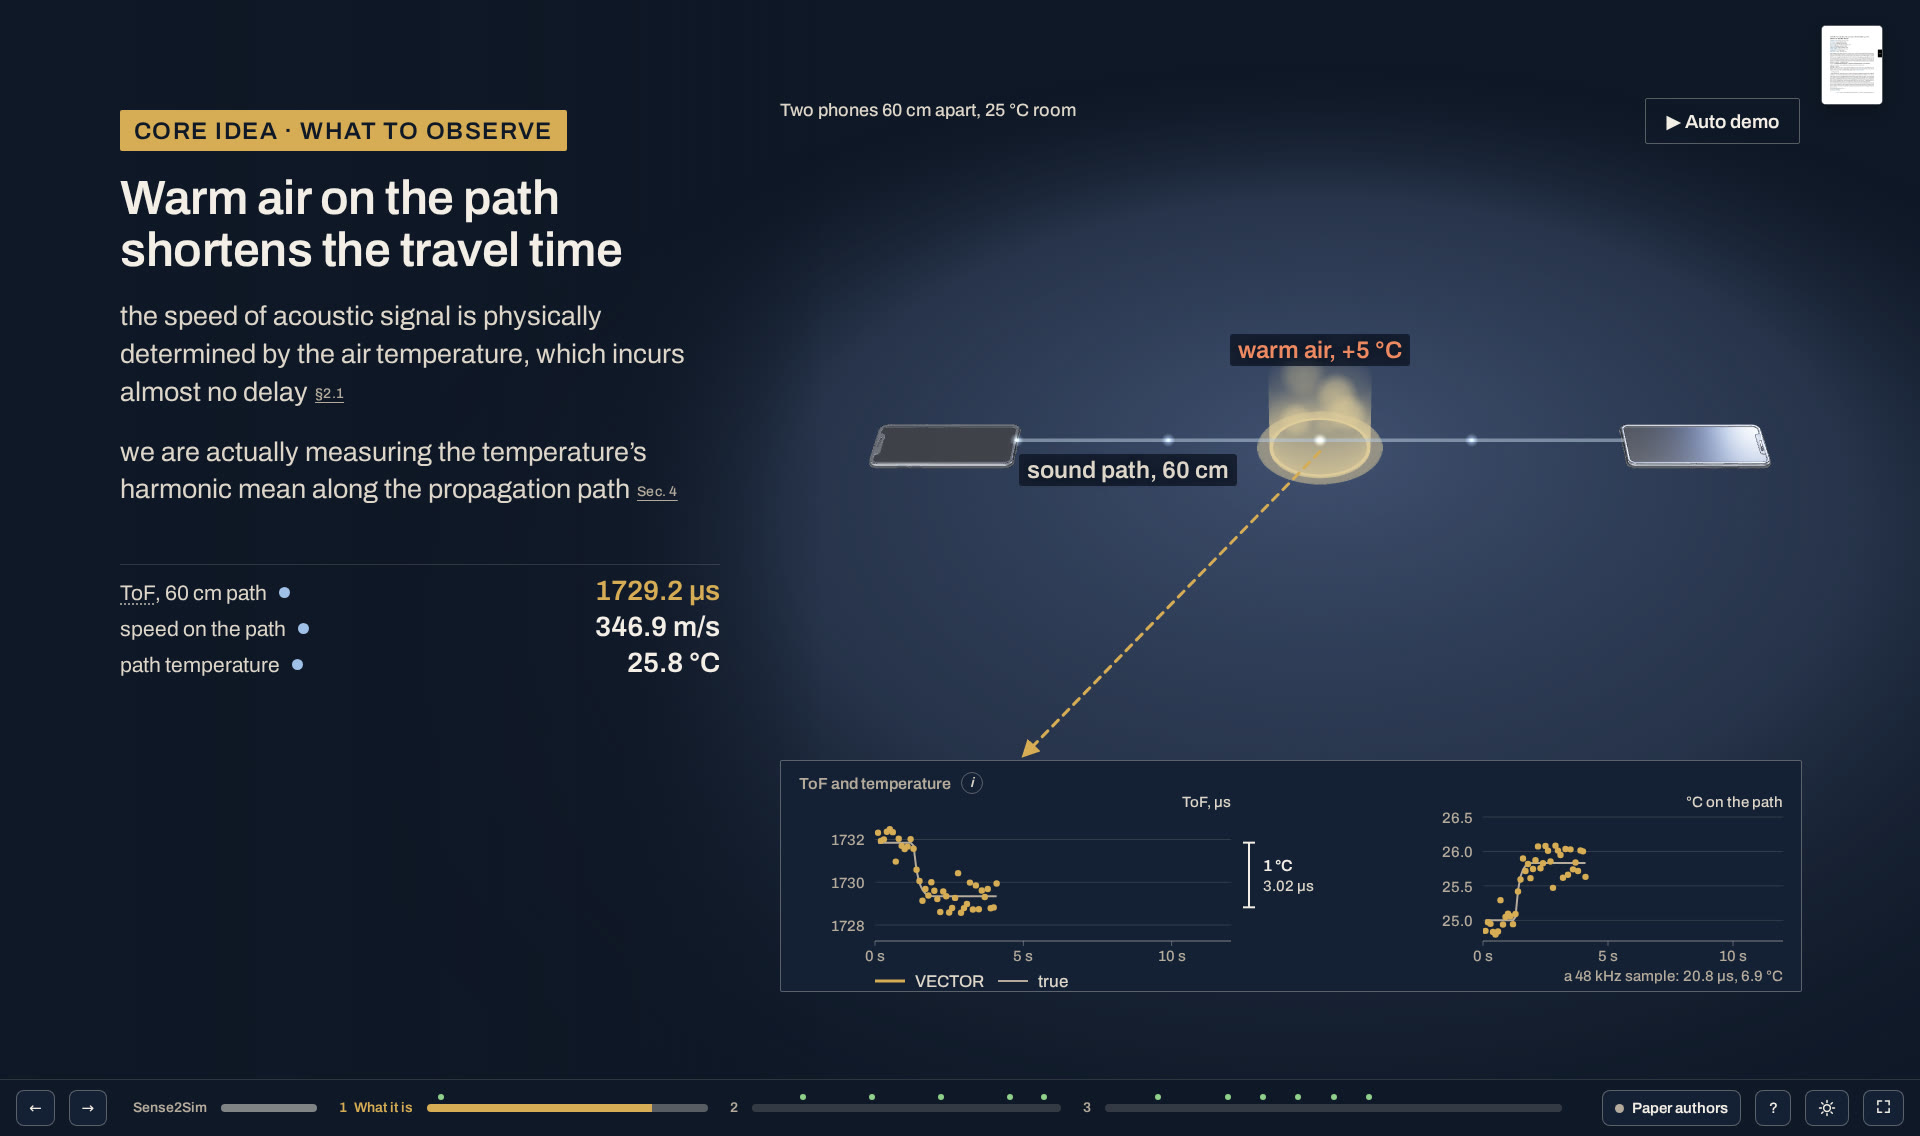 CORE IDEA · WHAT TO OBSERVE
Warm air on the path
shortens the travel time
the speed of acoustic signal is physically
determined by the air temperature, which incurs
almost no delay §2.1
we are actually measuring the temperature's
harmonic mean along the propagation path Sec. 4
ToF, 60 cm path 1729.2 µs
speed on the path 346.9 m/s
path temperature 25.8 °C
Two phones 60 cm apart, 25 °C room
▶ Auto demo
warm air, +5 °C
sound path, 60 cm
ToF and temperature i
ToF, µs
1732
1730
1728
0 s 5 s 10 s
VECTOR true
1 °C
3.02 µs
°C on the path
26.5
26.0
25.5
25.0
0 s 5 s 10 s
a 48 kHz sample: 20.8 µs, 6.9 °C
← → Sense2Sim 1 What it is 2 3 Paper authors ?